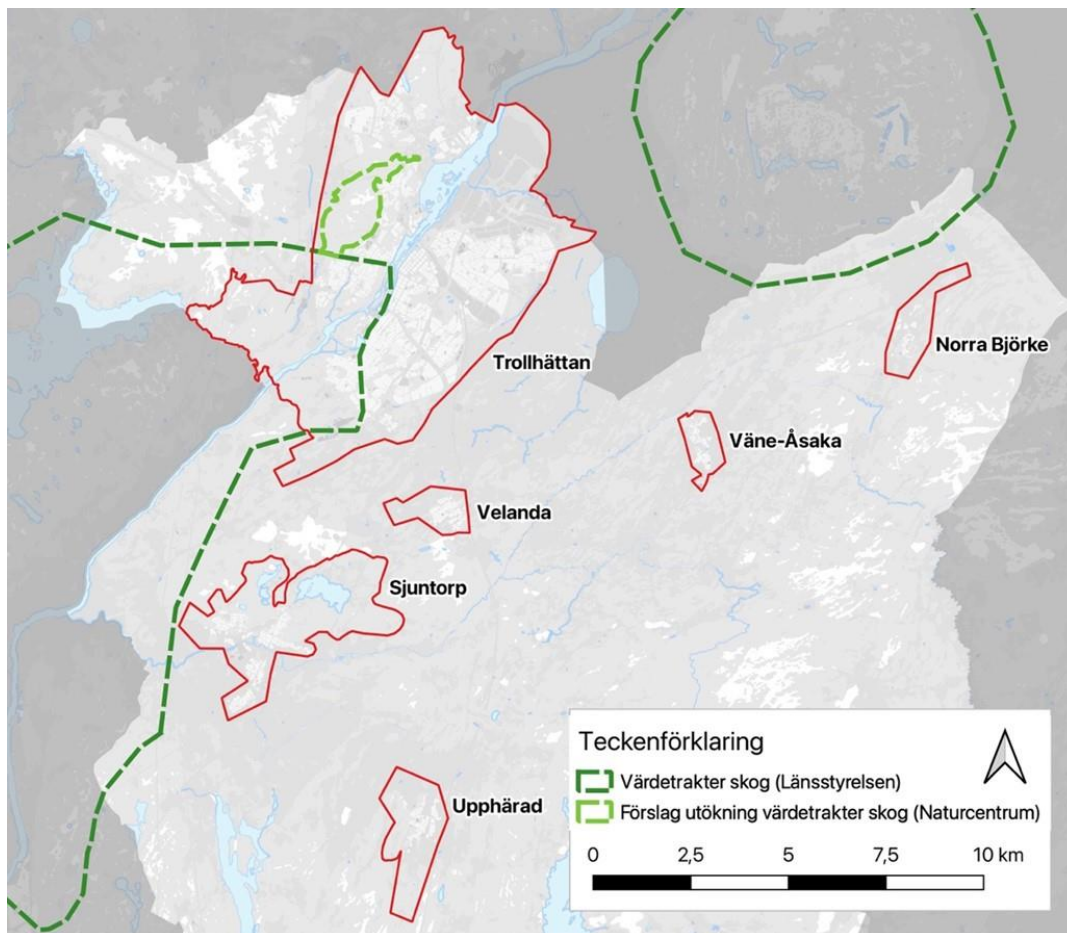 Trollhättan
Norra Björke
Väne-Åsaka
Velanda
Sjuntorp
Upphärad
Teckenförklaring
Värdetrakter skog (Länsstyrelsen)
Förslag utökning värdetrakter skog (Naturcentrum)
0 2,5 5 7,5 10 km